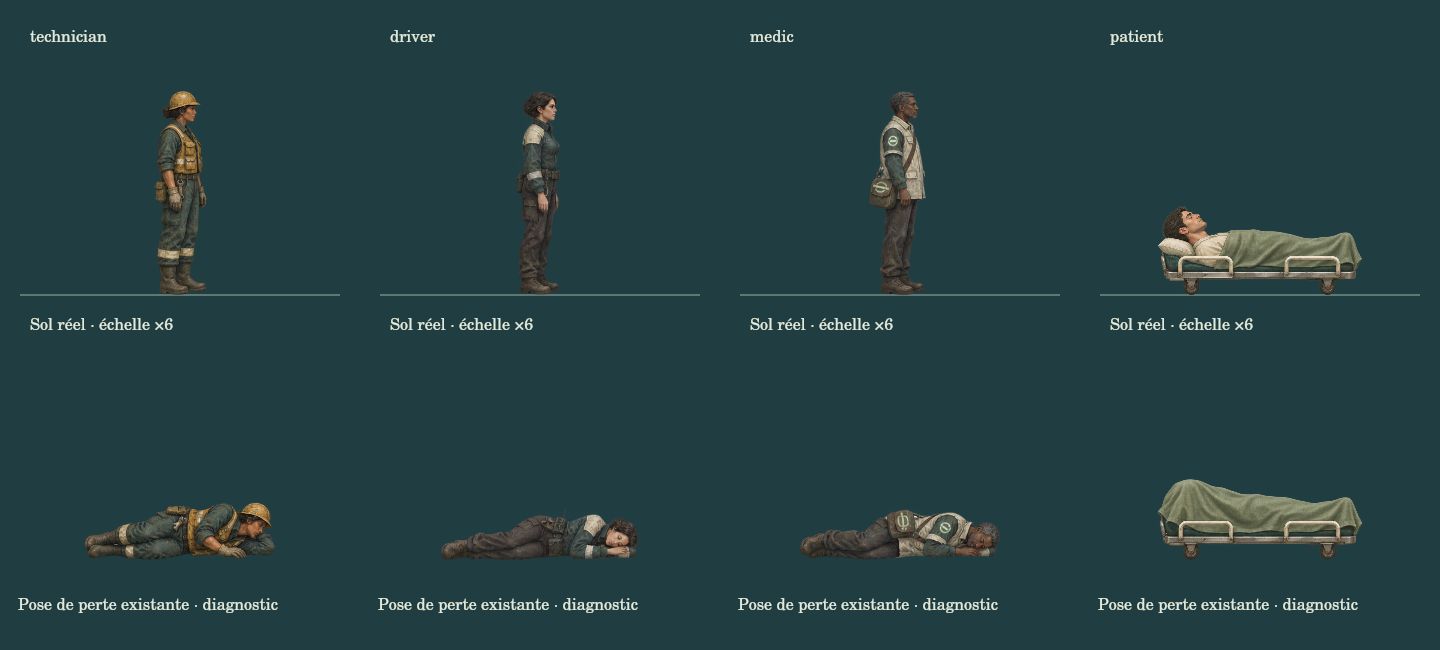 technician
driver
medic
patient
Sol réel · échelle ×6
Sol réel · échelle ×6
Sol réel · échelle ×6
Sol réel · échelle ×6
Pose de perte existante · diagnostic
Pose de perte existante · diagnostic
Pose de perte existante · diagnostic
Pose de perte existante · diagnostic